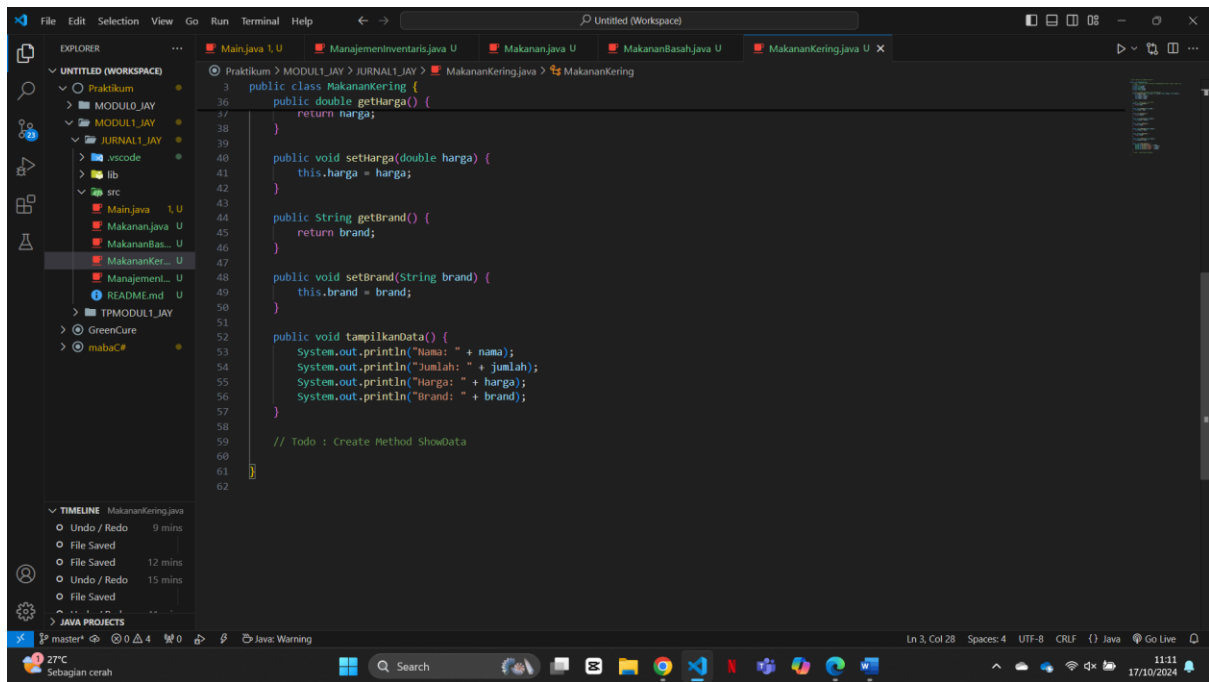 File Edit Selection View Go Run Terminal Help
Untitled (Workspace)
EXPLORER
Main.java 1, U
ManajemenInventaris.java U
Makanan.java U
MakananBasah.java U
MakananKering.java U
UNTITLED (WORKSPACE)
Praktikum
MODUL0_JAY
MODUL1_JAY
JURNAL1_JAY
.vscode
lib
src
Main.java 1, U
Makanan.java U
MakananBas... U
MakananKer... U
ManajemenI... U
README.md U
TPMODUL1_JAY
GreenCure
mabaC#
TIMELINE MakananKering.java
Undo / Redo 9 mins
File Saved
File Saved 12 mins
Undo / Redo 15 mins
File Saved
JAVA PROJECTS
Praktikum > MODUL1_JAY > JURNAL1_JAY > MakananKering.java > MakananKering
3 public class MakananKering {
36 public double getHarga() {
37 return harga;
38 }
39
40 public void setHarga(double harga) {
41 this.harga = harga;
42 }
43
44 public String getBrand() {
45 return brand;
46 }
47
48 public void setBrand(String brand) {
49 this.brand = brand;
50 }
51
52 public void tampilkanData() {
53 System.out.println("Nama: " + nama);
54 System.out.println("Jumlah: " + jumlah);
55 System.out.println("Harga: " + harga);
56 System.out.println("Brand: " + brand);
57 }
58
59 // Todo : Create Method ShowData
60
61 }
62
23
master* 0 4 0 Java: Warning
Ln 3, Col 28 Spaces: 4 UTF-8 CRLF {} Java Go Live
1
27°C
Sebagian cerah
Search
11:11
17/10/2024